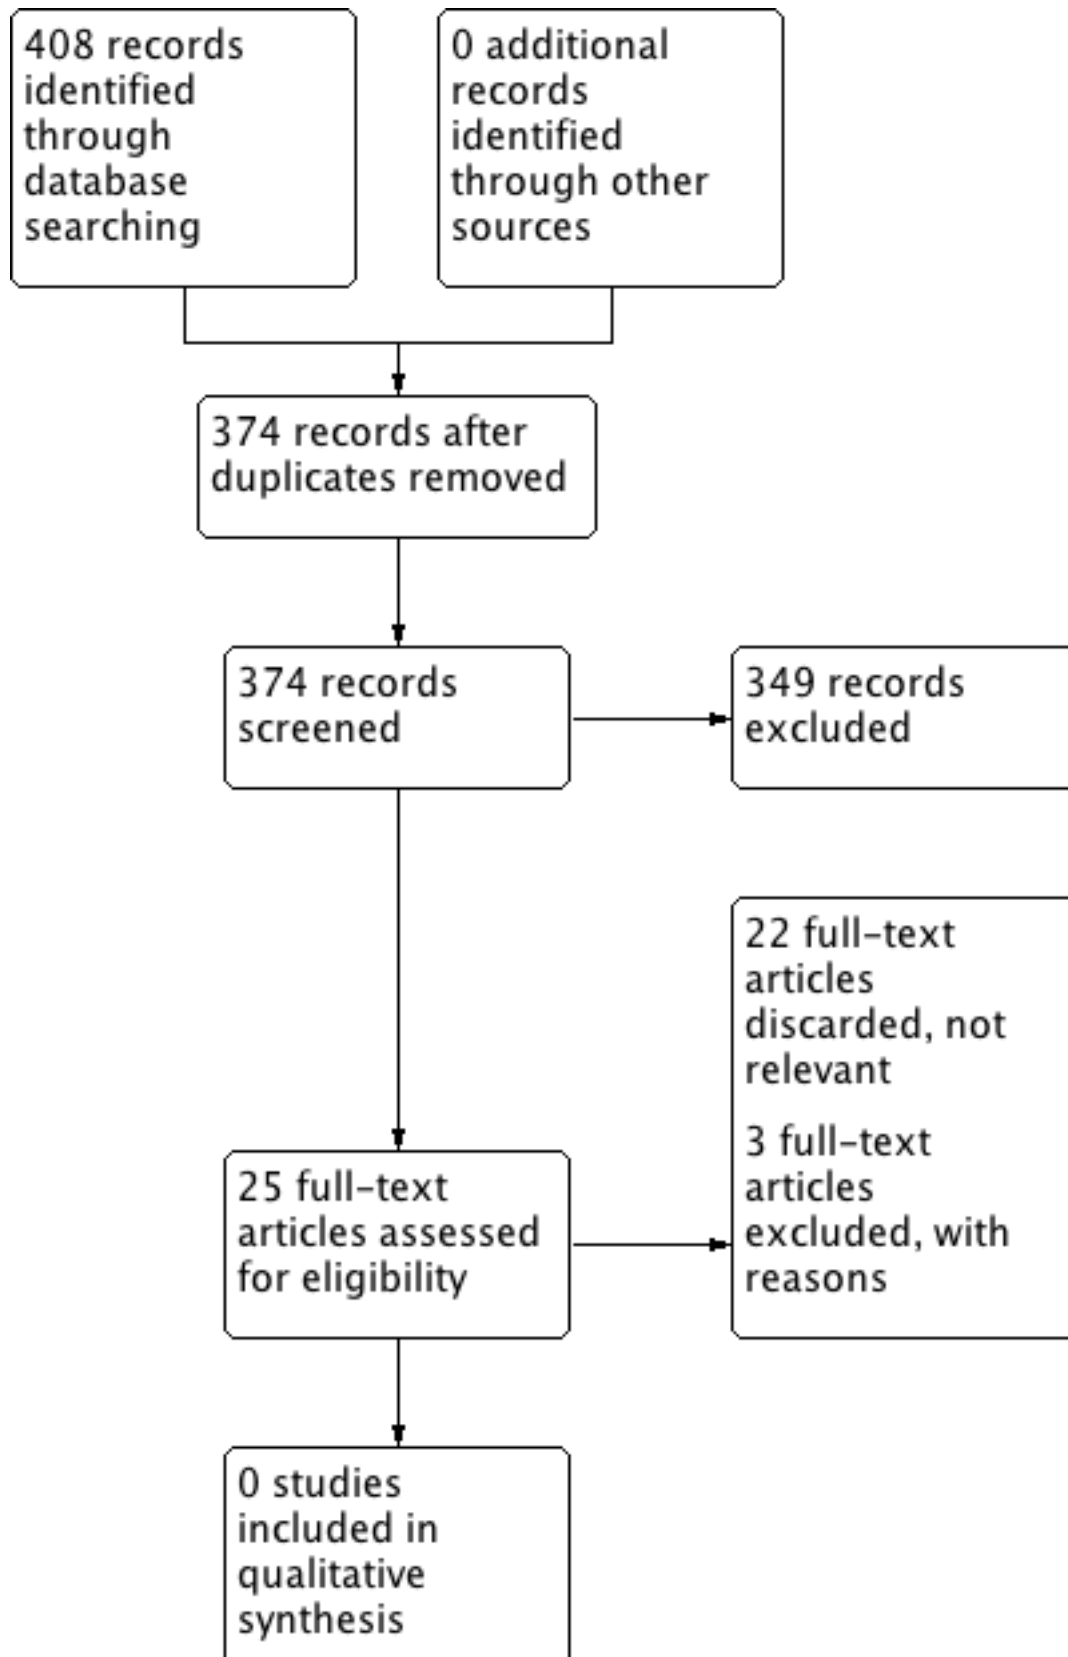 408 records
identified
through
database
searching
0 additional
records
identified
through other
sources
374 records after
duplicates removed
374 records
screened
349 records
excluded
22 full-text
articles
discarded, not
relevant
3 full-text
articles
excluded, with
reasons
25 full-text
articles assessed
for eligibility
0 studies
included in
qualitative
synthesis